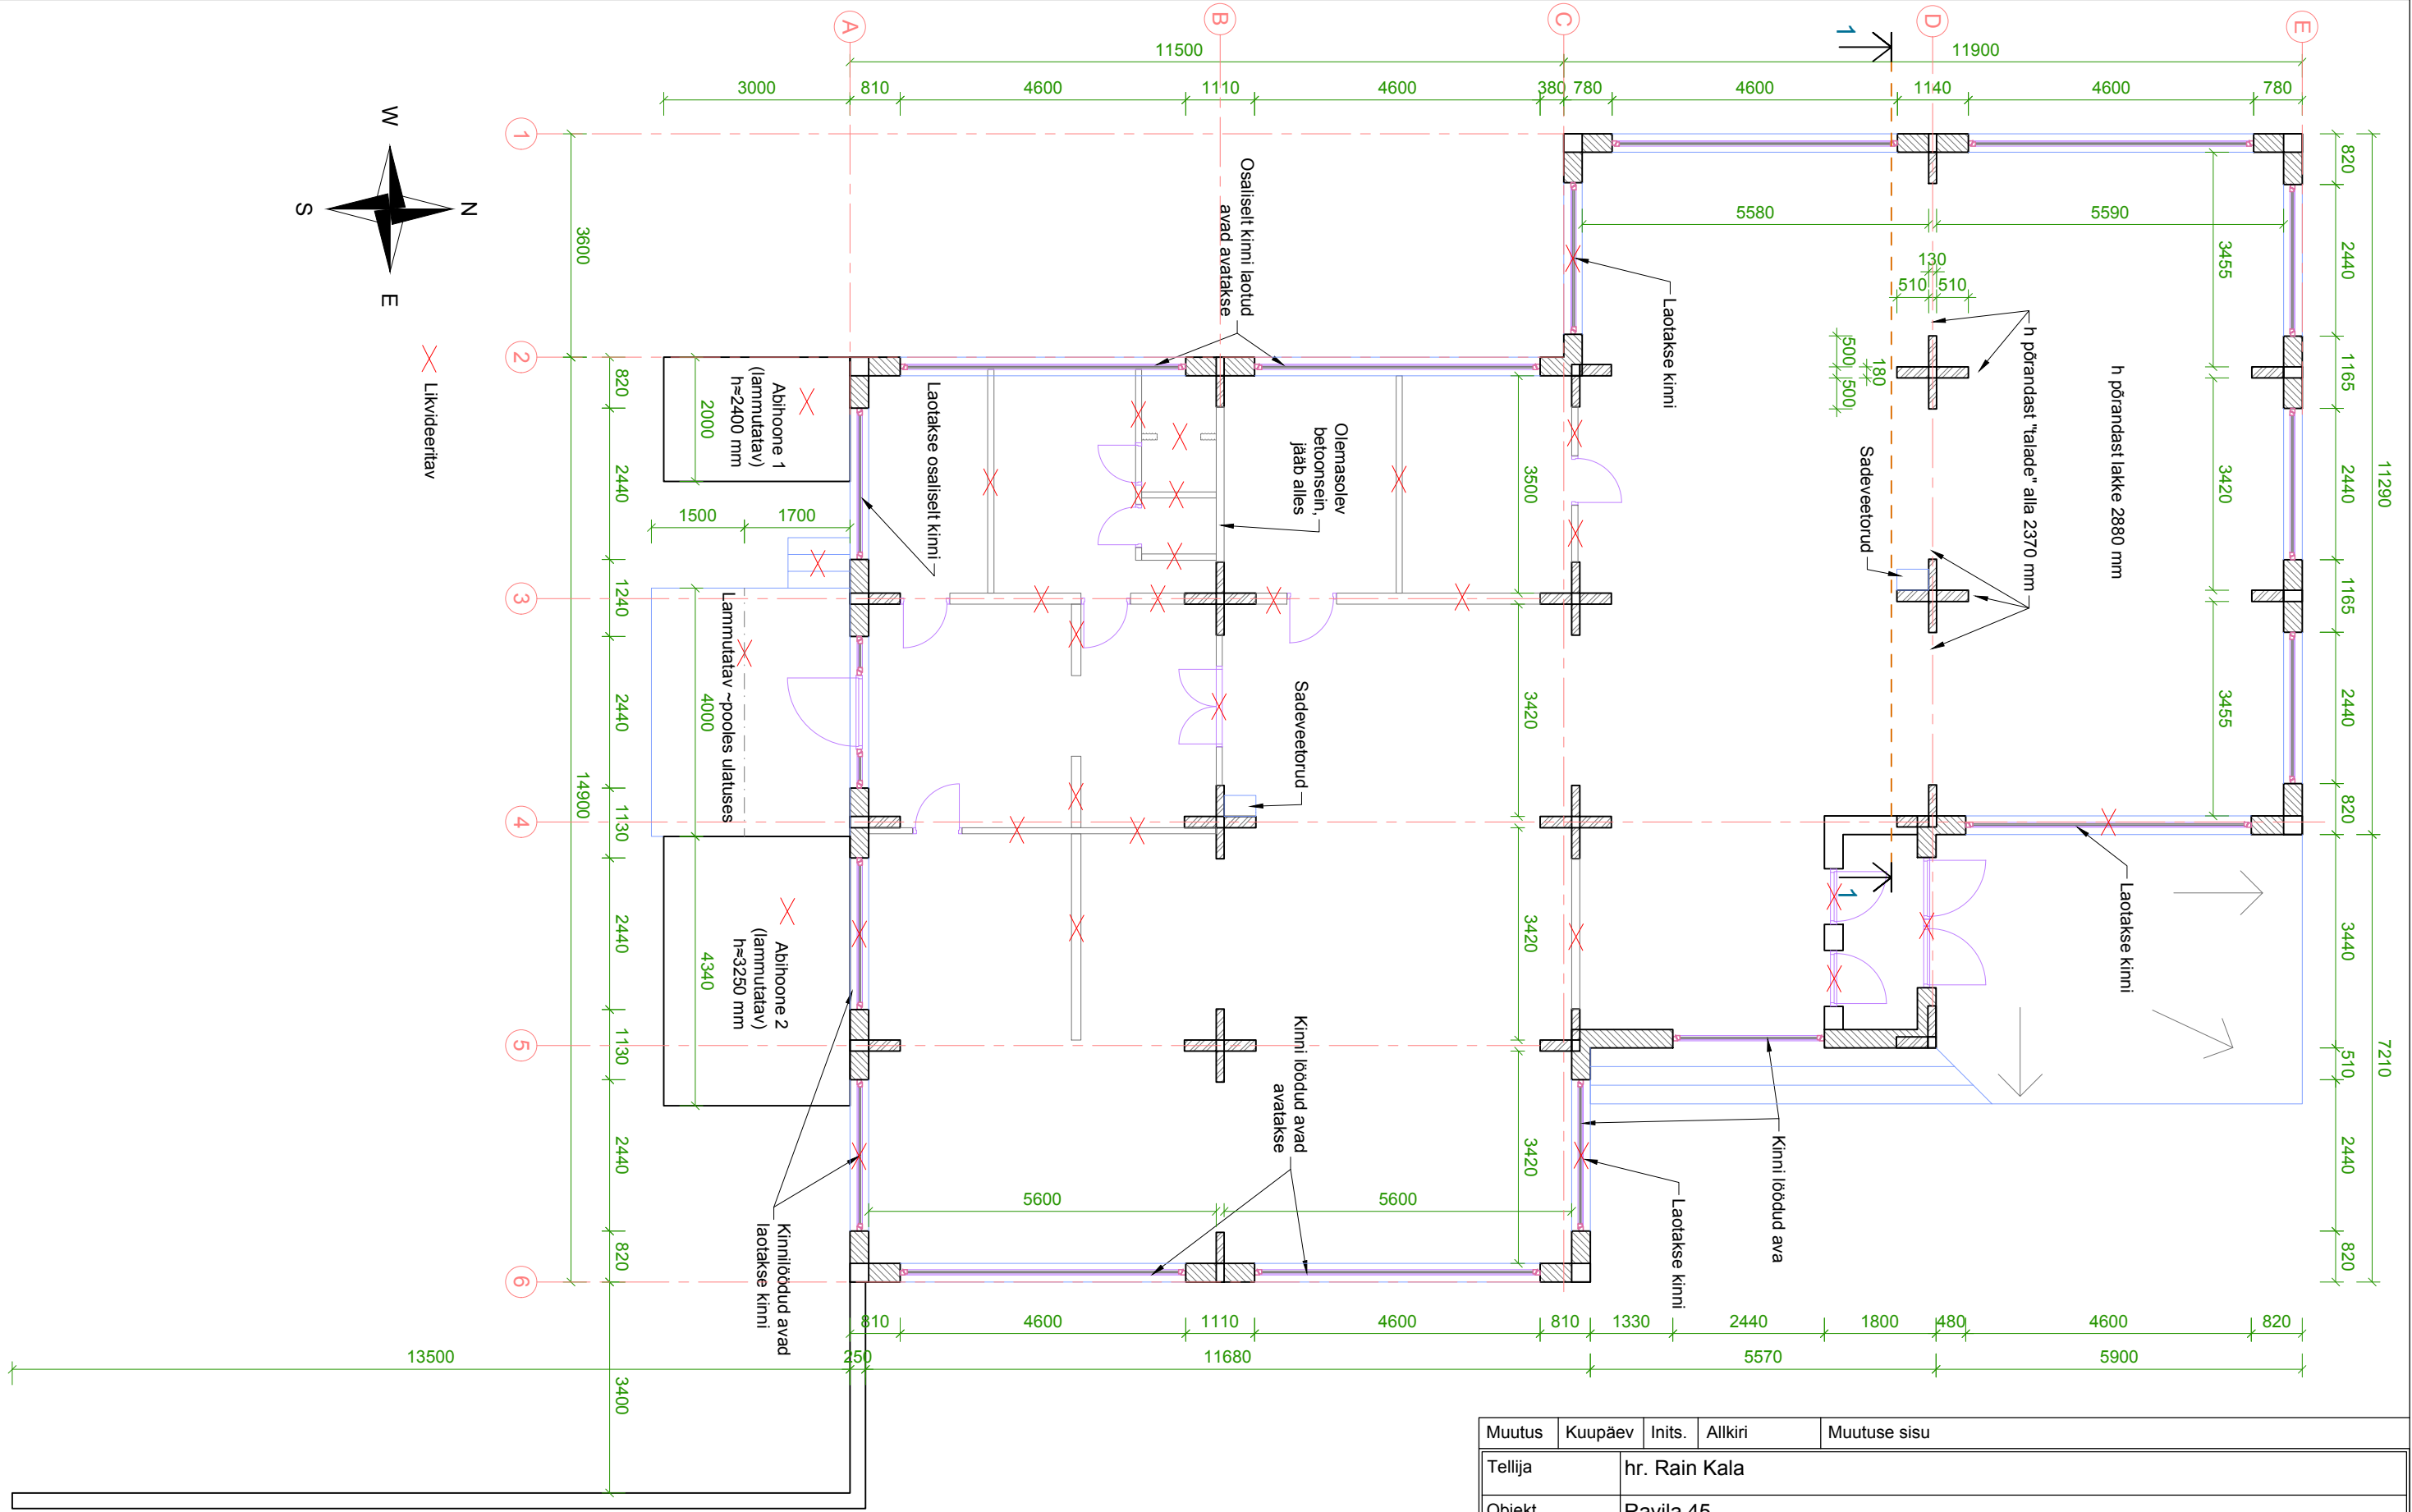 A
B
C
D
E
11500
11900
1
3000
810
4600
1110
4600
380
780
4600
1140
4600
780
1
2
3
4
5
6
W
N
S
E
Likvideeritav
3600
14900
820
2440
1240
2440
1130
2440
1130
2440
820
3400
Abihoone 1
(lammutatav)
h≈2400 mm
2000
1500
1700
Lammutatav ~pooles ulatuses
4000
Abihoone 2
(lammutatav)
h≈3250 mm
4340
Kinnilöödud avad
laotakse kinni
Laotakse osaliselt kinni
Osaliselt kinni laotud
avad avatakse
Olemasolev
betoonsein,
jääb alles
Sadeveetorud
Kinni löödud avad
avatakse
3500
3420
3420
3420
5600
5600
Laotakse kinni
5580
5590
130
510
510
500
180
500
Sadeveetorud
h põrandast "talade" alla 2370 mm
h põrandast lakke 2880 mm
3455
3420
3455
820
2440
1165
2440
1165
2440
820
3440
510
2440
820
11290
7210
Laotakse kinni
1
Kinni löödud ava
Laotakse kinni
810
4600
1110
4600
810
1330
2440
1800
480
4600
820
13500
250
11680
5570
5900
Muutus
Kuupäev
Inits.
Allkiri
Muutuse sisu
Tellija
hr. Rain Kala
Objekt
Ravila 45